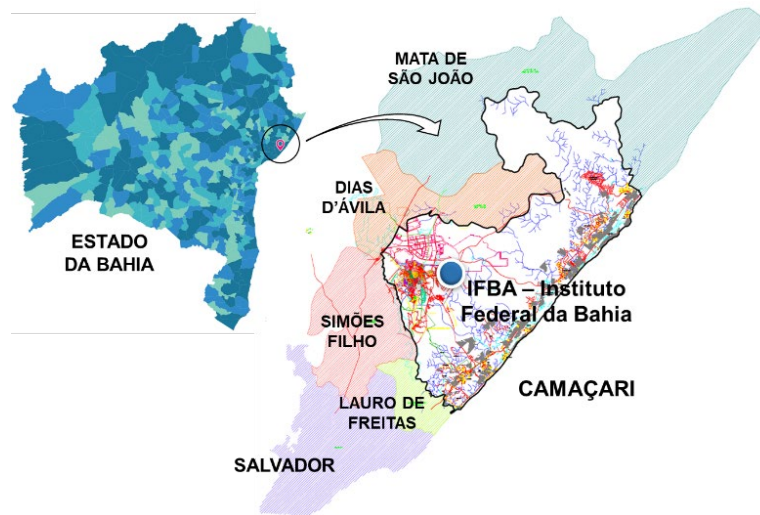 MATA DE
SÃO JOÃO
DIAS
D'ÁVILA
ESTADO
DA BAHIA
IFBA – Instituto
Federal da Bahia
SIMÕES
FILHO
CAMAÇARI
LAURO DE
FREITAS
SALVADOR